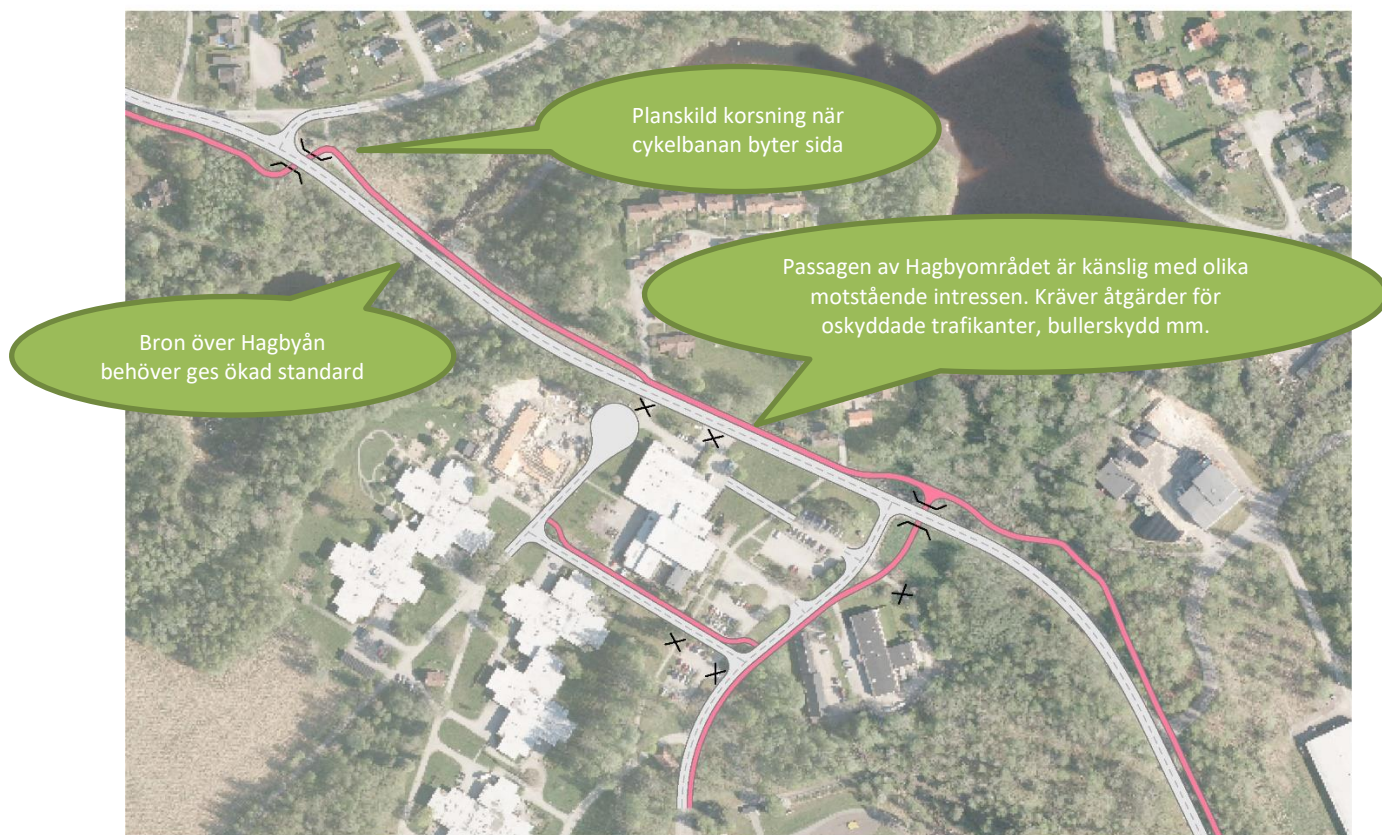 Planskild korsning när
cykelbanan byter sida
Passagen av Hagbyområdet är känslig med olika
motstående intressen. Kräver åtgärder för
oskyddade trafikanter, bullerskydd mm.
Bron över Hagbyån
behöver ges ökad standard